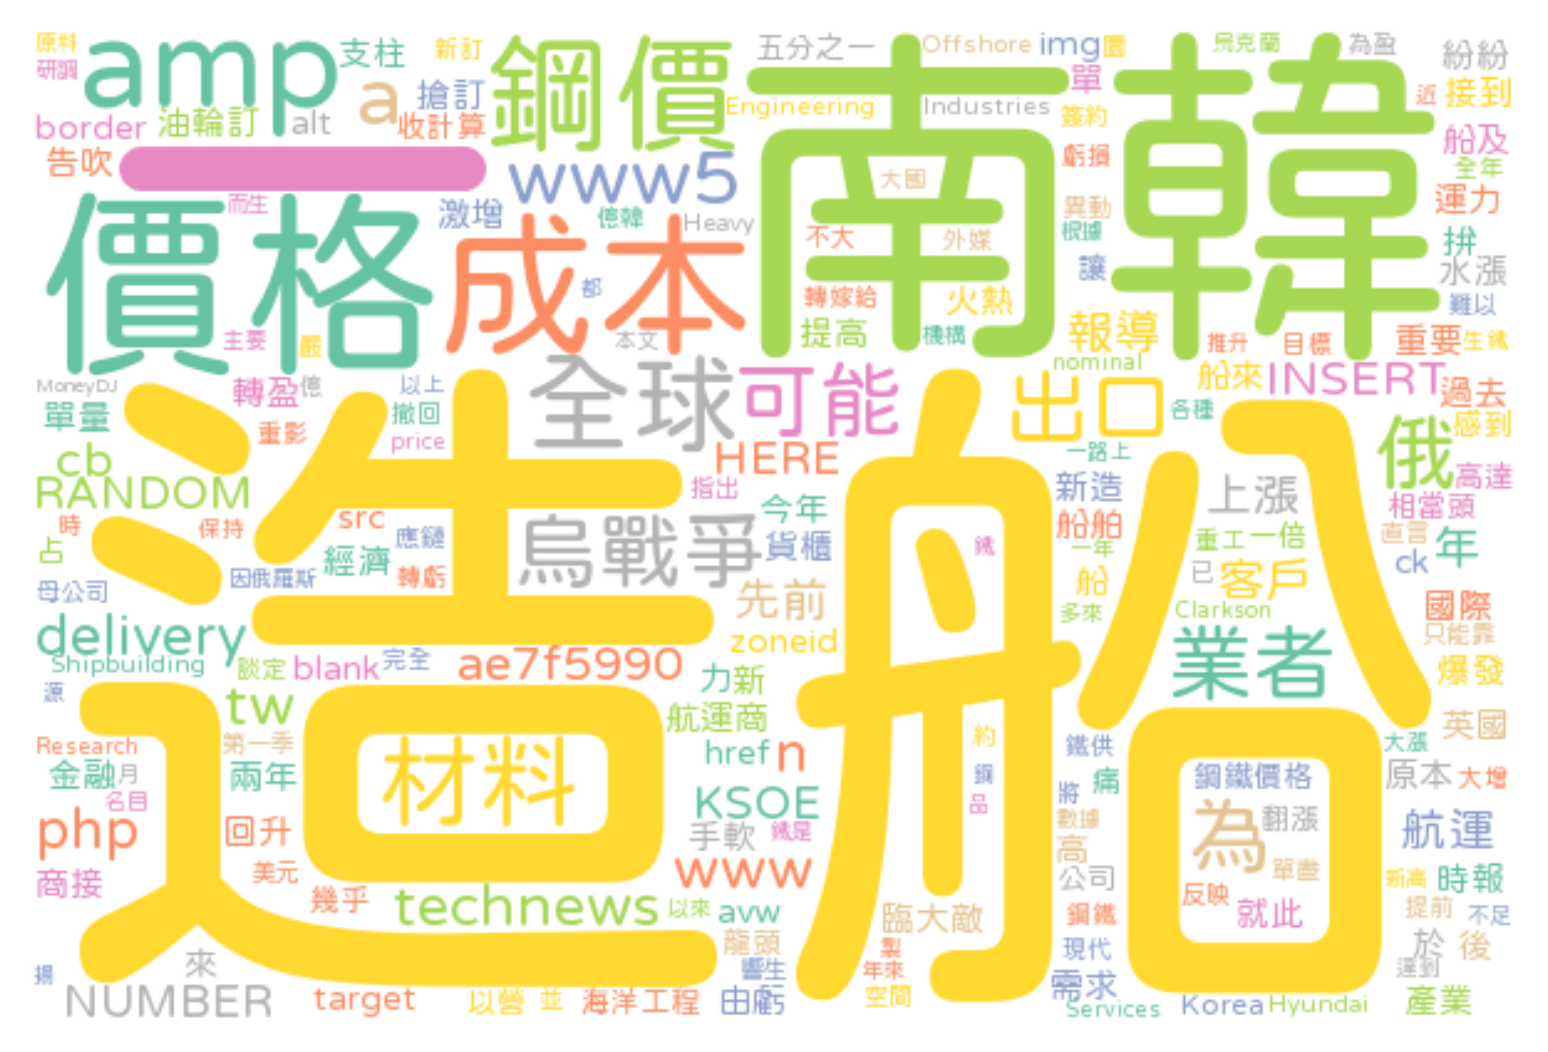 原料 amp 支柱 新訂 鋼價 五分之一 Offshore img 園 烏克蘭 為盈 紛紛
研調 a 搶訂 單 近 接到
border 油輪訂 alt 收計算 Engineering Industries 簽約 南韓 船及
告吹 一 www5 虧損 全年
而生 激增 億韓 Heavy 大國 異動 運力
價格 成本 不大 外媒 根據 拚
都 讓 水漲
轉嫁給 火熱 難以
主要 嚴 本文 提高 機構 報導 推升 目標 重要 生鐵
MoneyDJ 轉盈 億 以上 全球 可能 nominal 船來 INSERT 過去
單量 撤回 出口 各種 感到
重影 price 俄
cb HERE 一路上
RANDOM 指出 新造 上漲 高達
時 保持 src 今年 船舶 相當頭
占 經濟 應鏈 烏戰爭 貨櫃 鐵 一年 重工 一倍 直言 年
因俄羅斯 轉虧 船 已 客戶 ck
母公司 先前 多來 Clarkson 國際
delivery 造船 zoneid 業者 只能靠
Shipbuilding 談定 blank 完全 ae7f5990 爆發
源 tw 力新
航運商 英國
Research 第一季 href n 約 鐵供 大漲
金融 月 兩年 材料 鋼 痛 鋼鐵價格 原本 大增
名目 KSOE 品 將
php 回升 手軟 鐵是 數據 為 翻漲 航運
高
商接 美元 www 公司 單盡 新高 時報
幾乎 technews 以來 avw 臨大敵 鋼鐵 反映 就此 提前 不足
來 龍頭 製 現代 於 後
揚 響生 年來 需求 達到
NUMBER target 以營 並 海洋工程 由虧 空間 Services Korea Hyundai 產業